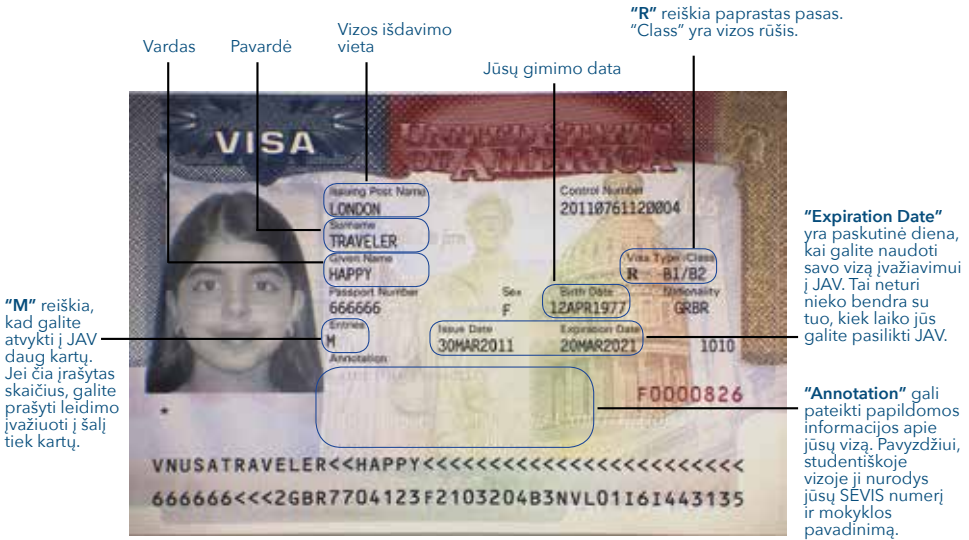 "R" reiškia paprastas pasas.
"Class" yra vizos rūšis.
Vizos išdavimo
vieta
Vardas
Pavardė
Jūsų gimimo data
VISA
UNITED STATES
OF AMERICA
Issuing Post Name
LONDON
Control Number
20110761120004
Surname
TRAVELER
Given Name
HAPPY
Visa Type /Class
R B1/B2
Passport Number
666666
Sex
F
Birth Date
12APR1977
Nationality
GRBR
Entries
M
Issue Date
30MAR2011
Expiration Date
20MAR2021
1010
Annotation
F0000826
VNUSATRAVELER<<HAPPY<<<<<<<<<<<<<<<<<<<<<<<<
666666<<<2GBR7704123F2103204B3NVL01I6I443135
"M" reiškia,
kad galite
atvykti į JAV
daug kartų.
Jei čia įrašytas
skaičius, galite
prašyti leidimo
įvažiuoti į šalį
tiek kartų.
"Expiration Date"
yra paskutinė diena,
kai galite naudoti
savo vizą įvažiavimui
į JAV. Tai neturi
nieko bendra su
tuo, kiek laiko jūs
galite pasilikti JAV.
"Annotation" gali
pateikti papildomos
informacijos apie
jūsų vizą. Pavyzdžiui,
studentiškoje
vizoje ji nurodys
jūsų SEVIS numerį
ir mokyklos
pavadinimą.